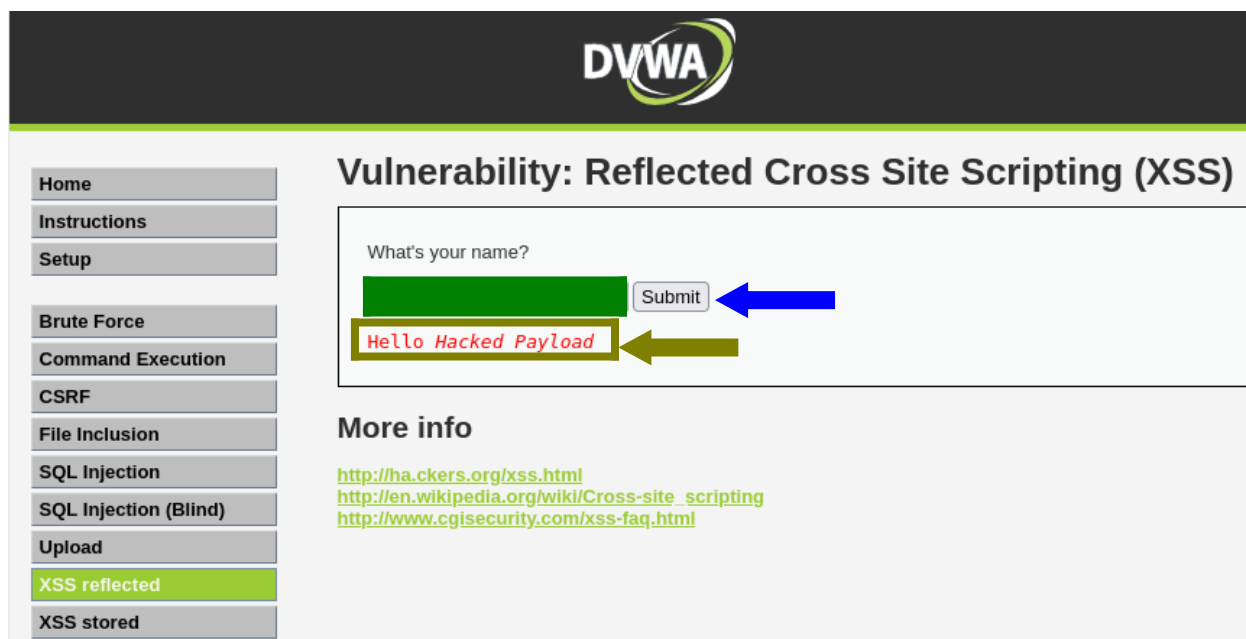 DVWA
Home
Instructions
Setup
Brute Force
Command Execution
CSRF
File Inclusion
SQL Injection
SQL Injection (Blind)
Upload
XSS reflected
XSS stored
Vulnerability: Reflected Cross Site Scripting (XSS)
What's your name?
Submit
Hello Hacked Payload
More info
http://ha.ckers.org/xss.html
http://en.wikipedia.org/wiki/Cross-site_scripting
http://www.cgisecurity.com/xss-faq.html